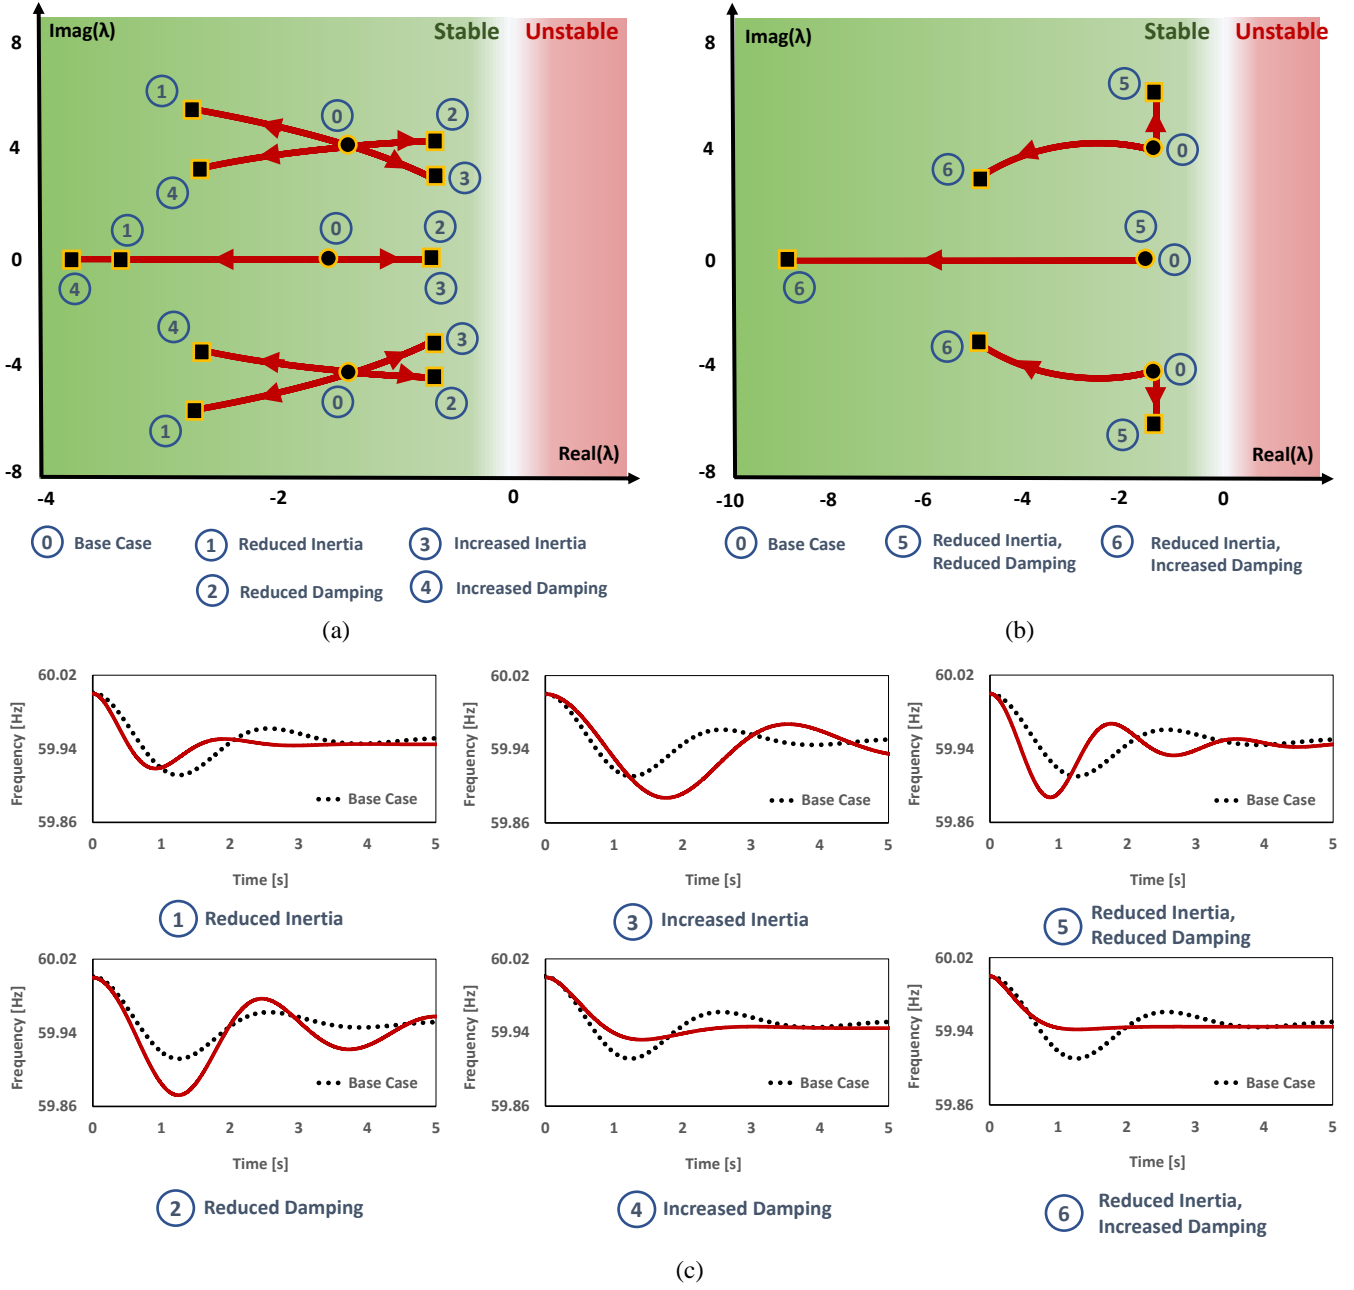 Imag(λ)
Stable
Unstable
8
4
0
-4
-8
1
0
2
4
3
1
0
2
4
3
4
3
0
2
1
Real(λ)
-4
-2
0
0 Base Case
1 Reduced Inertia
3 Increased Inertia
2 Reduced Damping
4 Increased Damping
(a)
Imag(λ)
Stable
Unstable
8
4
0
-4
-8
5
0
6
5
0
6
6
0
5
Real(λ)
-10
-8
-6
-4
-2
0
0 Base Case
5 Reduced Inertia,
Reduced Damping
6 Reduced Inertia,
Increased Damping
(b)
Frequency [Hz]
60.02
59.94
59.86
Base Case
0 1 2 3 4 5
Time [s]
1 Reduced Inertia
Frequency [Hz]
60.02
59.94
59.86
Base Case
0 1 2 3 4 5
Time [s]
3 Increased Inertia
Frequency [Hz]
60.02
59.94
59.86
Base Case
0 1 2 3 4 5
Time [s]
5 Reduced Inertia,
Reduced Damping
Frequency [Hz]
60.02
59.94
59.86
Base Case
0 1 2 3 4 5
Time [s]
2 Reduced Damping
Frequency [Hz]
60.02
59.94
59.86
Base Case
0 1 2 3 4 5
Time [s]
4 Increased Damping
Frequency [Hz]
60.02
59.94
59.86
Base Case
0 1 2 3 4 5
Time [s]
6 Reduced Inertia,
Increased Damping
(c)